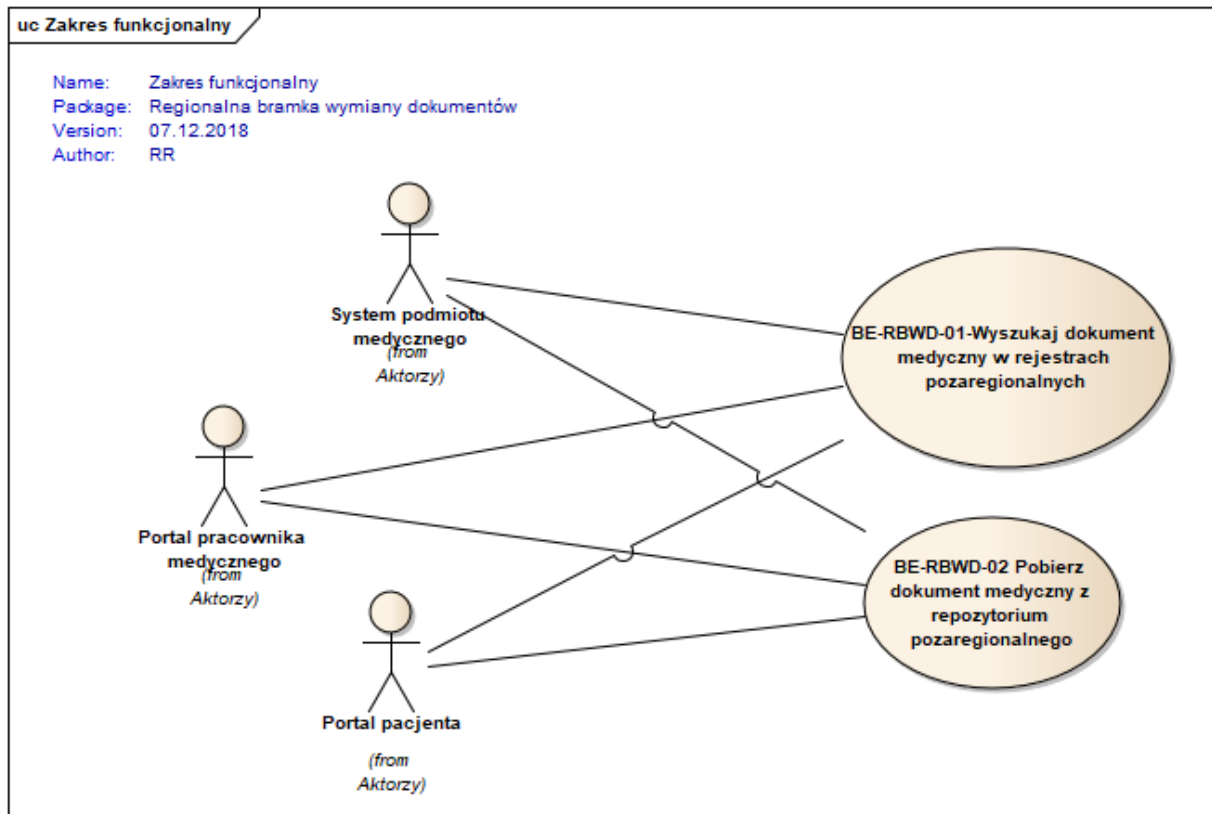 uc Zakres funkcjonalny
Name: Zakres funkcjonalny
Package: Regionalna bramka wymiany dokumentów
Version: 07.12.2018
Author: RR
System podmiotu
medycznego
(from
Aktorzy)
BE-RBWD-01-Wyszukaj dokument
medyczny w rejestrach
pozaregionalnych
Portal pracownika
medycznego
(from
Aktorzy)
BE-RBWD-02 Pobierz
dokument medyczny z
repozytorium
pozaregionalnego
Portal pacjenta
(from
Aktorzy)